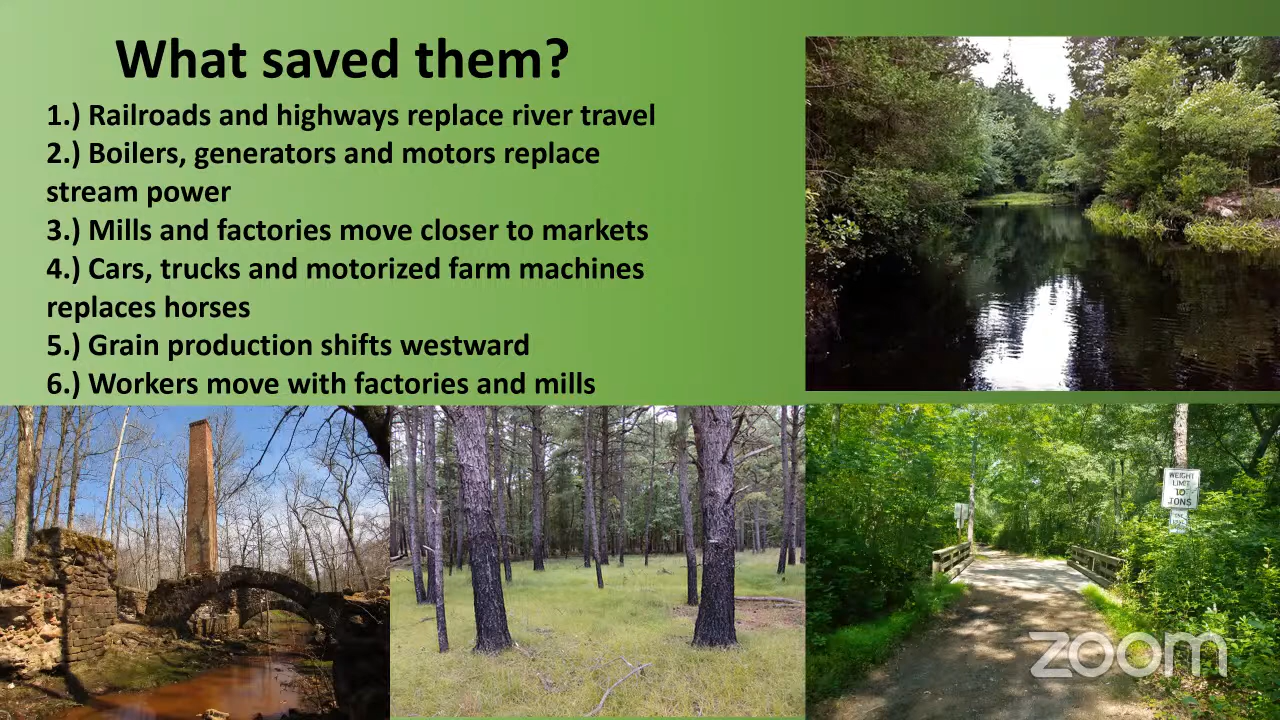 What saved them?
1.) Railroads and highways replace river travel
2.) Boilers, generators and motors replace
stream power
3.) Mills and factories move closer to markets
4.) Cars, trucks and motorized farm machines
replaces horses
5.) Grain production shifts westward
6.) Workers move with factories and mills
WEIGHT
LIMIT
10
TONS
zoom